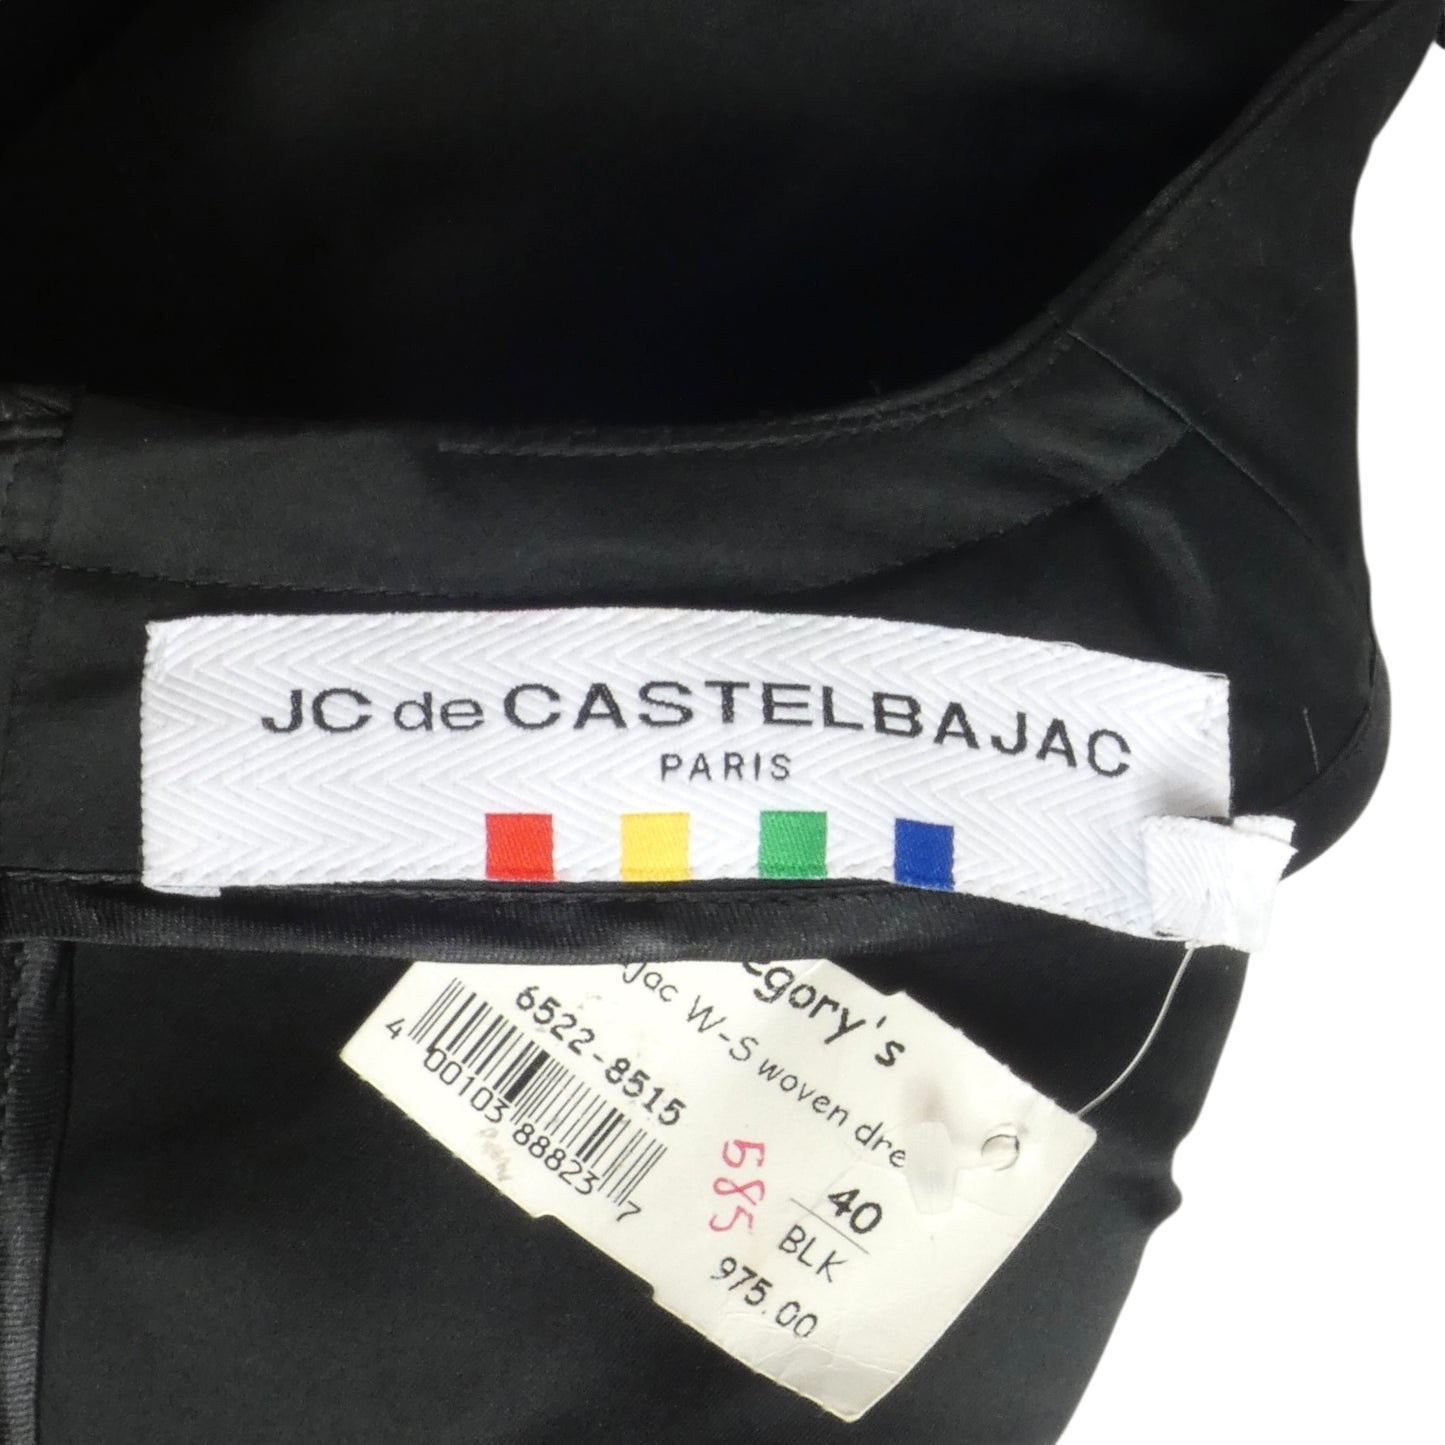 JC de CASTELBAJAC
PARIS
egory's
jac W-S woven dre
6522-8515
4 00103 88823 7
585
40
BLK
975.00